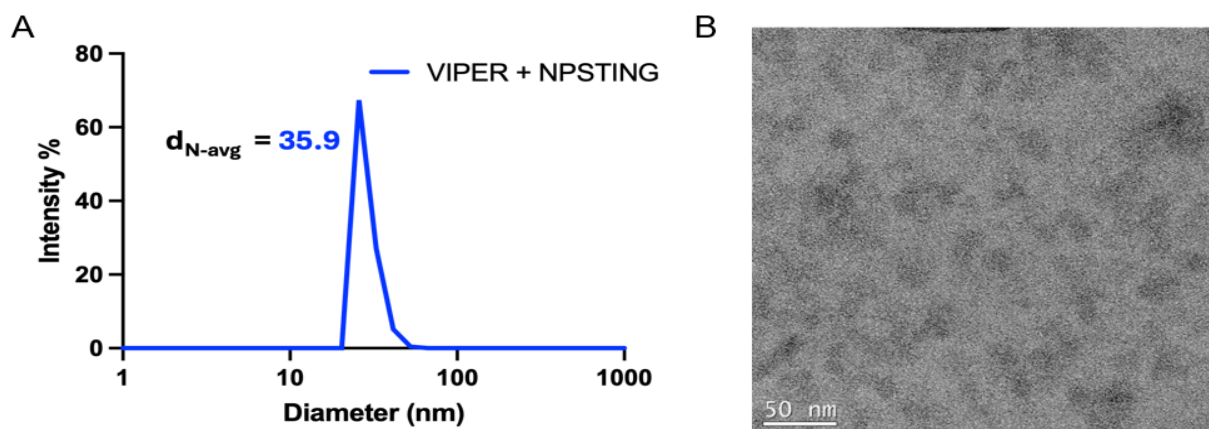 A
B
80
VIPER + NPSTING
60
d_N-avg = 35.9
40
20
0
Intensity %
1
10
100
1000
Diameter (nm)
50 nm